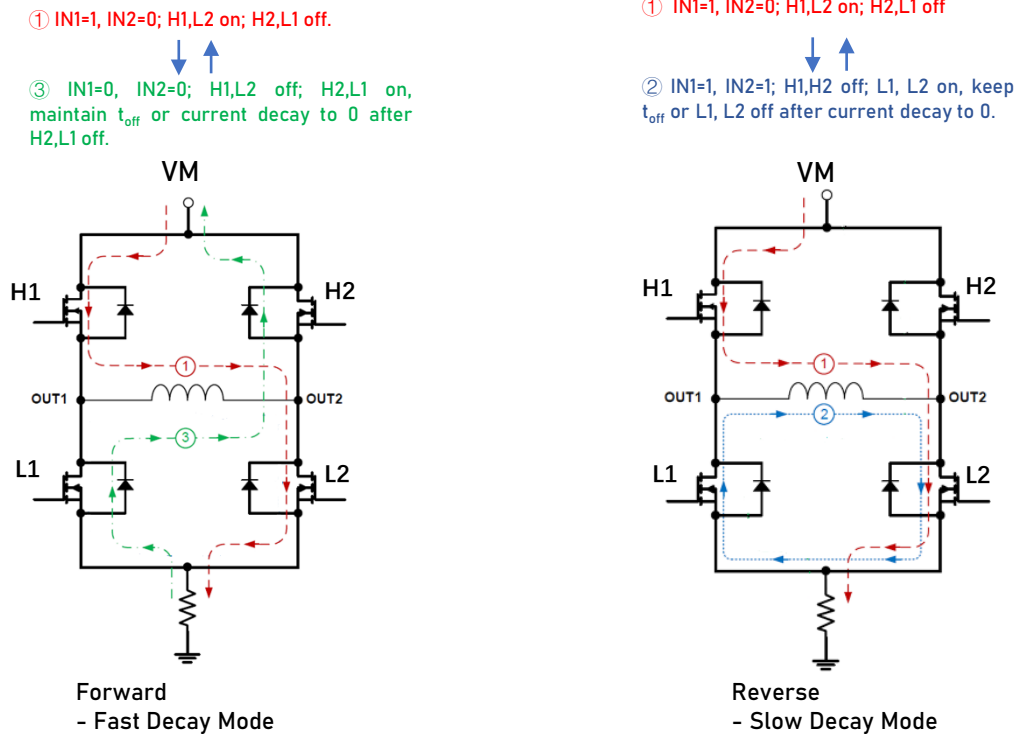 ① IN1=1, IN2=0; H1,L2 on; H2,L1 off.
③ IN1=0, IN2=0; H1,L2 off; H2,L1 on,
maintain toff or current decay to 0 after
H2,L1 off.
VM
H1
H2
1
OUT1
OUT2
3
L1
L2
Forward
- Fast Decay Mode
① IN1=1, IN2=0; H1,L2 on; H2,L1 off
② IN1=1, IN2=1; H1,H2 off; L1, L2 on, keep
toff or L1, L2 off after current decay to 0.
VM
H1
H2
1
OUT1
OUT2
2
L1
L2
Reverse
- Slow Decay Mode